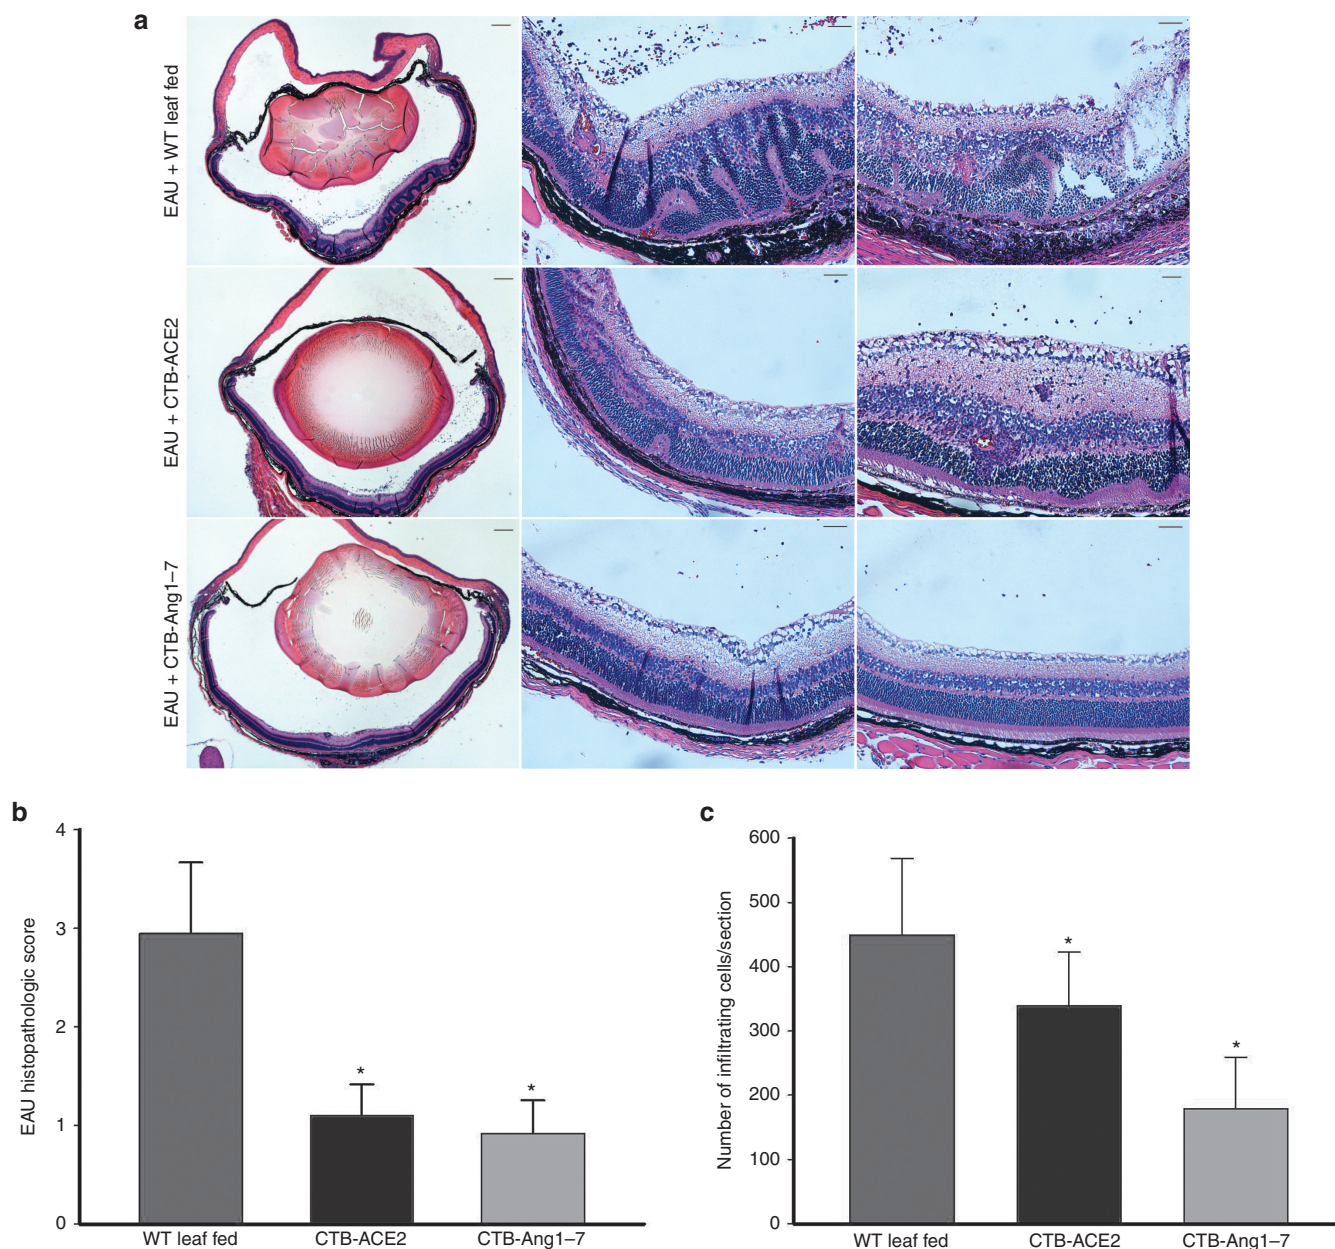 a
EAU + WT leaf fed
EAU + CTB-ACE2
EAU + CTB-Ang1–7
b
EAU histopathologic score
4
3
2
1
0
*
*
WT leaf fed
CTB-ACE2
CTB-Ang1–7
c
Number of infiltrating cells/section
600
500
400
300
200
100
0
*
*
WT leaf fed
CTB-ACE2
CTB-Ang1–7